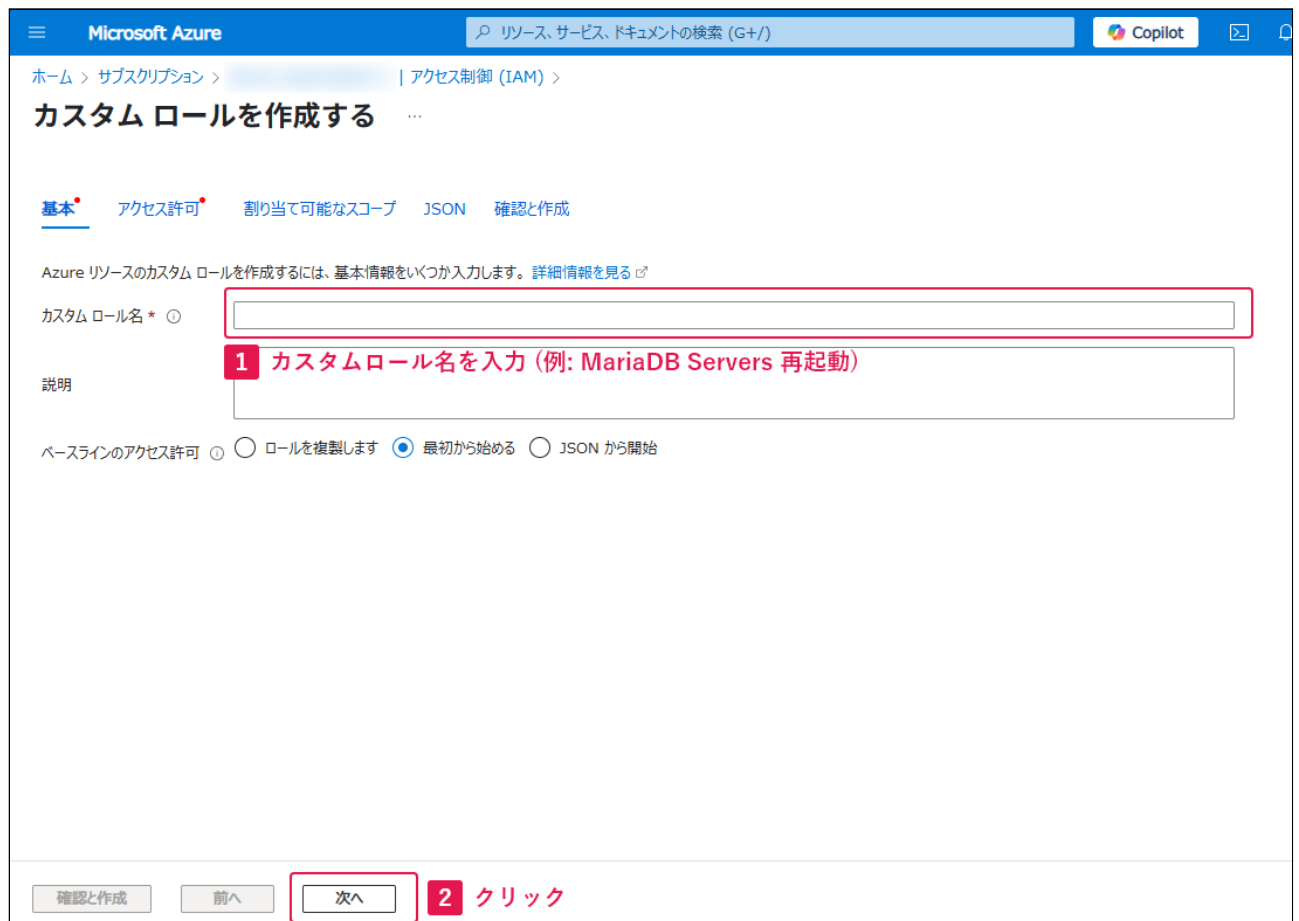 Microsoft Azure
リソース、サービス、ドキュメントの検索 (G+/)
Copilot
ホーム > サブスクリプション > | アクセス制御 (IAM) >
カスタム ロールを作成する ...
基本 アクセス許可 割り当て可能なスコープ JSON 確認と作成
Azure リソースのカスタム ロールを作成するには、基本情報をいくつか入力します。 詳細情報を見る
カスタム ロール名 *
1 カスタムロール名を入力 (例: MariaDB Servers 再起動)
説明
ベースラインのアクセス許可 ロールを複製します 最初から始める JSON から開始
確認と作成 前へ 次へ 2 クリック